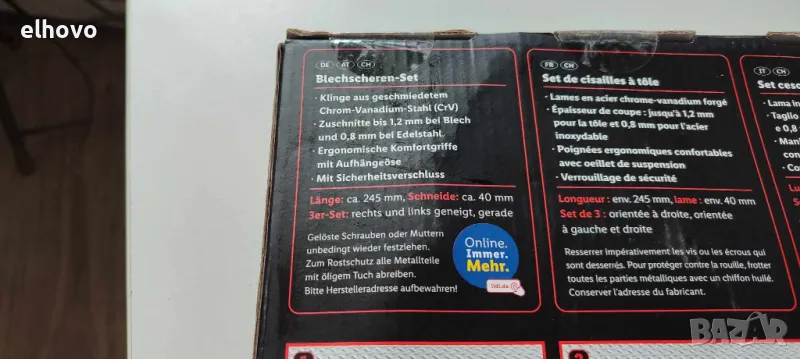 elhovo
DE AT CH
Blechscheren-Set
· Klinge aus geschmiedetem
Chrom-Vanadium-Stahl (CrV)
· Zuschnitte bis 1,2 mm bei Blech
und 0,8 mm bei Edelstahl.
· Ergonomische Komfortgriffe
mit Aufhängeöse
· Mit Sicherheitsverschluss
Länge: ca. 245 mm, Schneide: ca. 40 mm
3er-Set: rechts und links geneigt, gerade
Gelöste Schrauben oder Muttern
unbedingt wieder festziehen.
Zum Rostschutz alle Metallteile
mit öligem Tuch abreiben.
Bitte Herstelleradresse aufbewahren!
Online.
Immer.
Mehr.
lidl.de
FR CH
Set de cisailles à tôle
· Lames en acier chrome-vanadium forgé
· Épaisseur de coupe : jusqu'à 1,2 mm
pour la tôle et 0,8 mm pour l'acier
inoxydable
· Poignées ergonomiques confortables
avec oeillet de suspension
· Verrouillage de sécurité
Longueur : env. 245 mm, lame : env. 40 mm
Set de 3 : orientée à droite, orientée
à gauche et droite
Resserrer impérativement les vis ou les écrous qui
sont desserrés. Pour protéger contre la rouille, frotter
toutes les parties métalliques avec un chiffon huilé.
Conserver l'adresse du fabricant.
IT CH
Set ceso
· Lama in
· Taglio
e 0,8
BAZAR